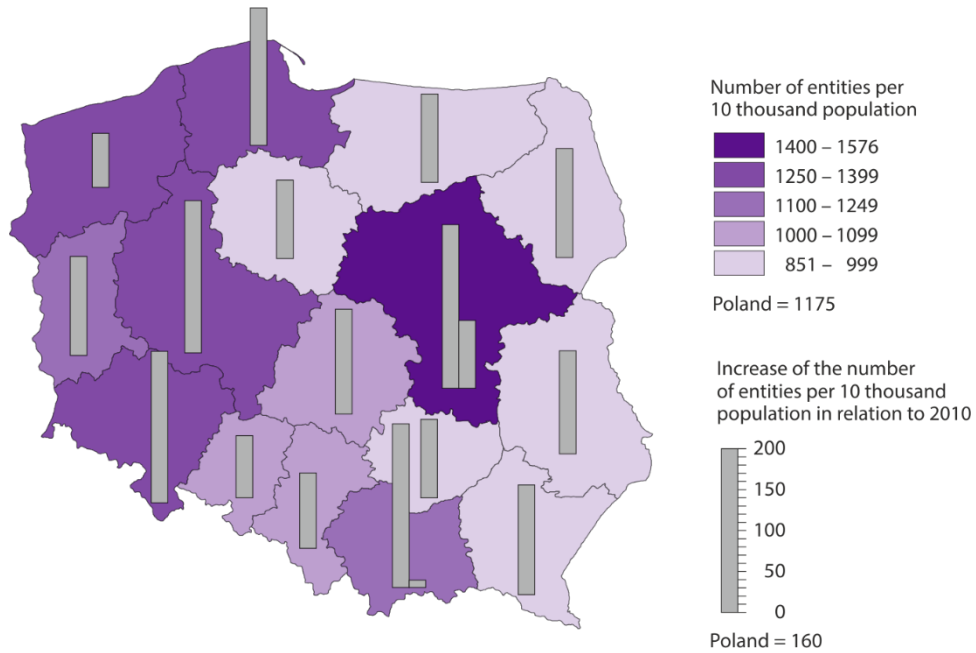 Number of entities per
10 thousand population
1400 – 1576
1250 – 1399
1100 – 1249
1000 – 1099
851 – 999
Poland = 1175
Increase of the number
of entities per 10 thousand
population in relation to 2010
200
150
100
50
0
Poland = 160